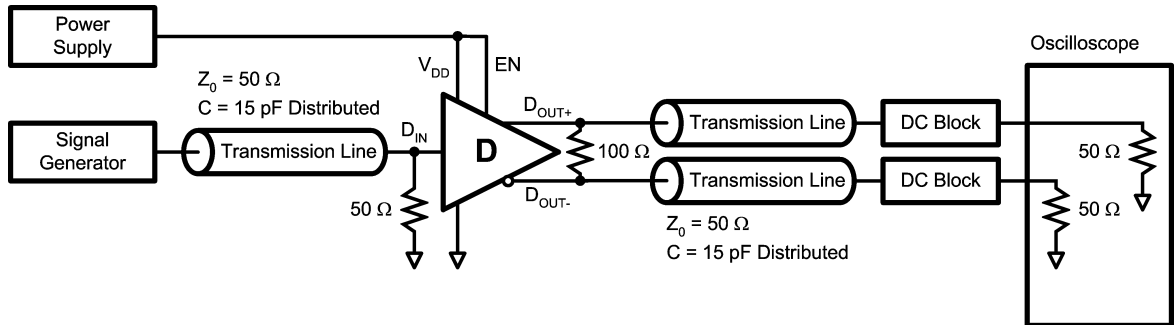 Power
Supply
Oscilloscope
V_DD
EN
Z_0 = 50 Ω
C = 15 pF Distributed
D_OUT+
Signal
Generator
Transmission Line
D_IN
D
100 Ω
Transmission Line
DC Block
50 Ω
Transmission Line
DC Block
50 Ω
D_OUT-
50 Ω
Z_0 = 50 Ω
C = 15 pF Distributed